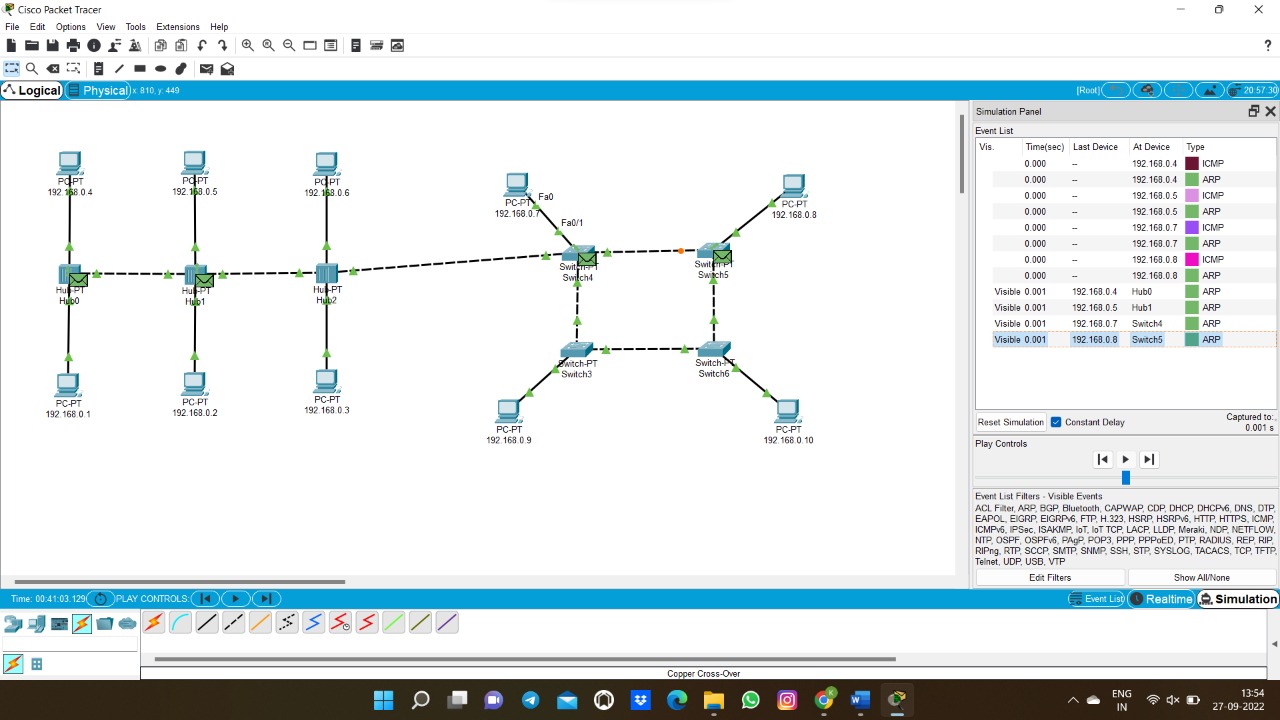 Cisco Packet Tracer
File Edit Options View Tools Extensions Help
?
Logical Physical x: 810, y: 449 [Root] 20:57:30
PC-PT
192.168.0.4
PC-PT
192.168.0.5
PC-PT
192.168.0.6
PC-PT
192.168.0.7
Fa0
Fa0/1
PC-PT
192.168.0.8
Hub-PT
Hub0
Hub-PT
Hub1
Hub-PT
Hub2
Switch-PT
Switch4
Switch-PT
Switch5
Switch-PT
Switch3
Switch-PT
Switch6
PC-PT
192.168.0.1
PC-PT
192.168.0.2
PC-PT
192.168.0.3
PC-PT
192.168.0.9
PC-PT
192.168.0.10
Simulation Panel
Event List
Vis. Time(sec) Last Device At Device Type
0.000 -- 192.168.0.4 ICMP
0.000 -- 192.168.0.4 ARP
0.000 -- 192.168.0.5 ICMP
0.000 -- 192.168.0.5 ARP
0.000 -- 192.168.0.7 ICMP
0.000 -- 192.168.0.7 ARP
0.000 -- 192.168.0.8 ICMP
0.000 -- 192.168.0.8 ARP
Visible 0.001 192.168.0.4 Hub0 ARP
Visible 0.001 192.168.0.5 Hub1 ARP
Visible 0.001 192.168.0.7 Switch4 ARP
Visible 0.001 192.168.0.8 Switch5 ARP
Reset Simulation Constant Delay
Captured to:
0.001 s
Play Controls
Event List Filters - Visible Events
ACL Filter, ARP, BGP, Bluetooth, CAPWAP, CDP, DHCP, DHCPv6, DNS, DTP,
EAPOL, EIGRP, EIGRPv6, FTP, H.323, HSRP, HSRPv6, HTTP, HTTPS, ICMP,
ICMPv6, IPSec, ISAKMP, IoT, IoT TCP, LACP, LLDP, Meraki, NDP, NETFLOW,
NTP, OSPF, OSPFv6, PAgP, POP3, PPP, PPPoED, PTP, RADIUS, REP, RIP,
RIPng, RTP, SCCP, SMTP, SNMP, SSH, STP, SYSLOG, TACACS, TCP, TFTP,
Telnet, UDP, USB, VTP
Edit Filters Show All/None
Time: 00:41:03.129 PLAY CONTROLS: Event List Realtime Simulation
Copper Cross-Over
ENG
IN
13:54
27-09-2022